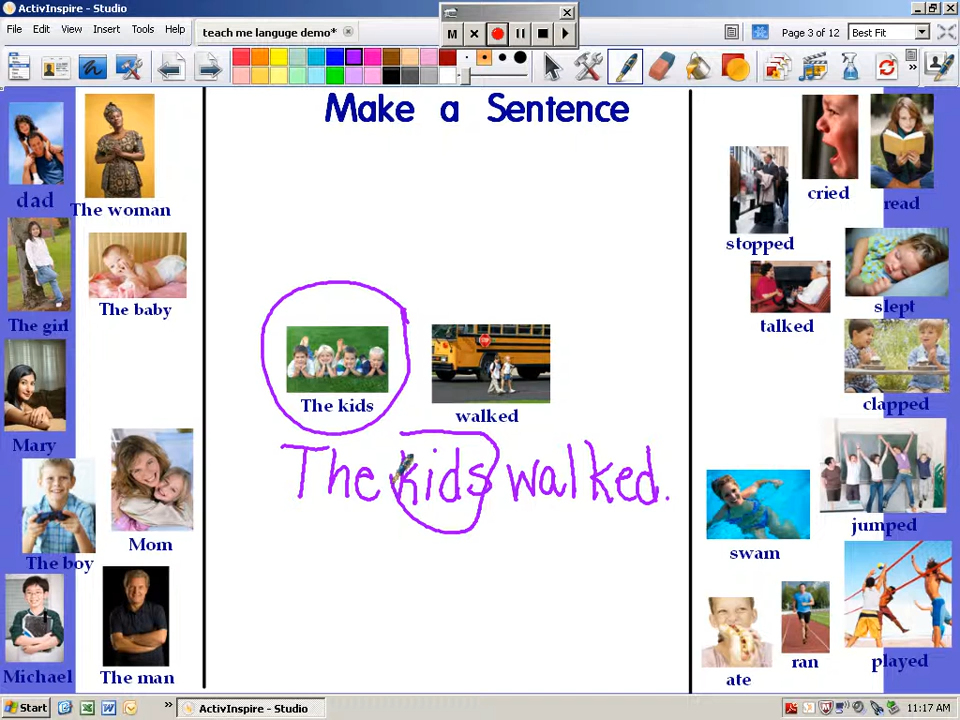 ActivInspire - Studio
File Edit View Insert Tools Help
teach me languge demo*
Page 3 of 12
Best Fit
M
Make a Sentence
dad
The woman
The girl
The baby
Mary
The boy
Mom
Michael
The man
The kids
walked
The kids walked.
cried
read
stopped
talked
slept
clapped
swam
jumped
ate
ran
played
Start
ActivInspire - Studio
11:17 AM